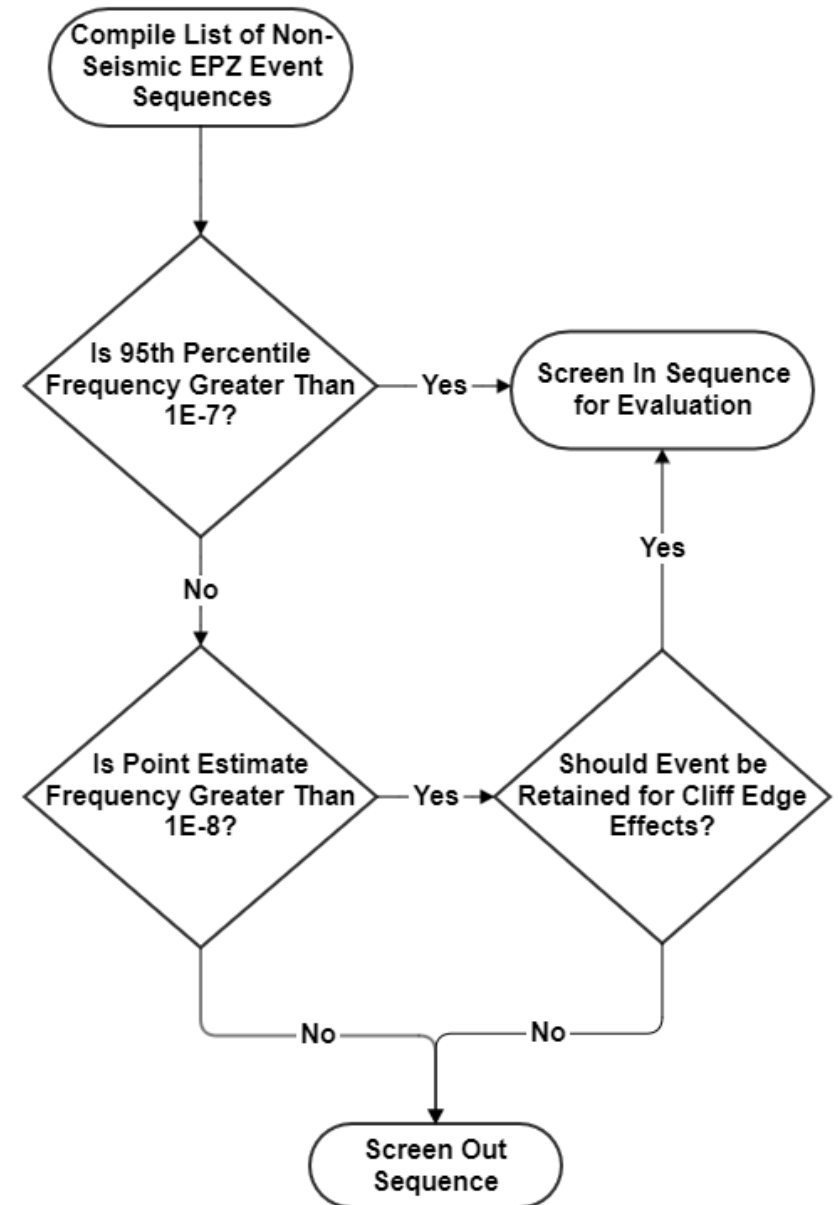 Compile List of Non-
Seismic EPZ Event
Sequences
Is 95th Percentile
Frequency Greater Than
1E-7?
Yes
Screen In Sequence
for Evaluation
Yes
No
Is Point Estimate
Frequency Greater Than
1E-8?
Yes
Should Event be
Retained for Cliff Edge
Effects?
No
No
Screen Out
Sequence